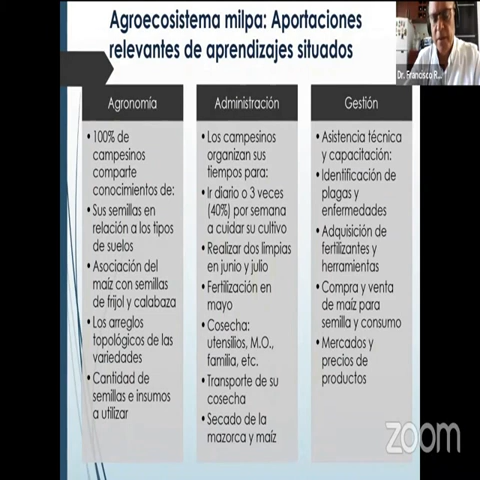 Agroecosistema milpa: Aportaciones
relevantes de aprendizajes situados
Dr. Francisco R...
Agronomía
• 100% de
campesinos
comparte
conocimientos de:
• Sus semillas en
relación a los tipos
de suelos
• Asociación del
maíz con semillas
de frijol y calabaza
• Los arreglos
topológicos de las
variedades
• Cantidad de
semillas e insumos
a utilizar
Administración
• Los campesinos
organizan sus
tiempos para:
• Ir diario o 3 veces
(40%) por semana
a cuidar su cultivo
• Realizar dos limpias
en junio y julio
• Fertilización en
mayo
• Cosecha:
utensilios, M.O.,
familia, etc.
• Transporte de su
cosecha
• Secado de la
mazorca y maíz
Gestión
• Asistencia técnica
y capacitación:
• Identificación de
plagas y
enfermedades
• Adquisición de
fertilizantes y
herramientas
• Compra y venta
de maíz para
semilla y consumo
• Mercados y
precios de
productos
zoom